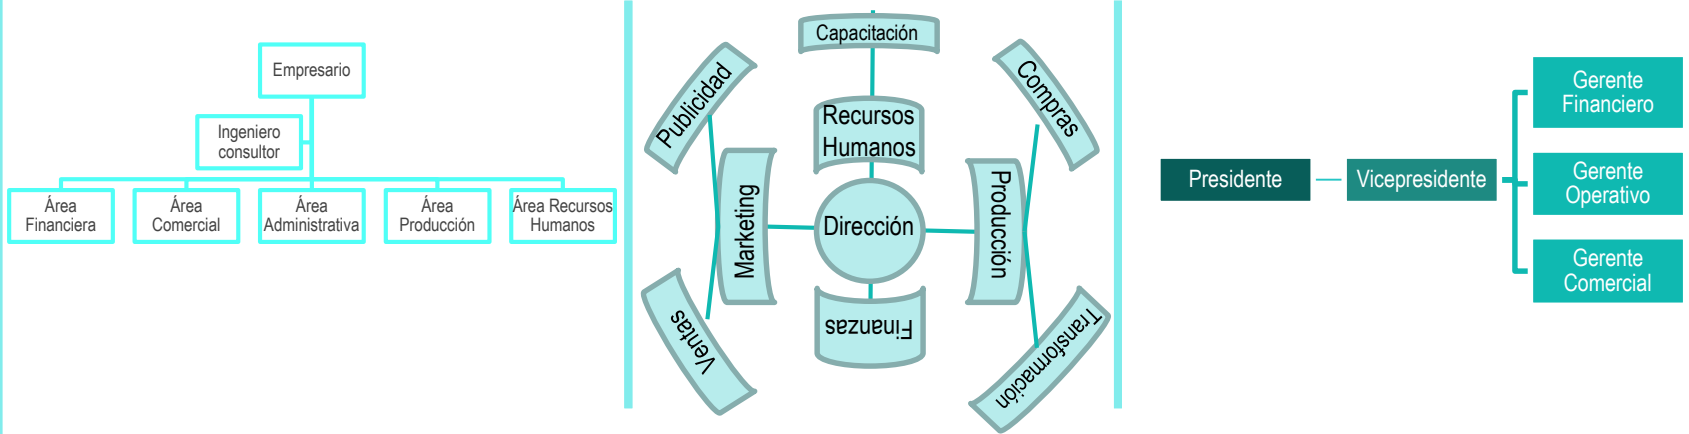 Empresario
Ingeniero
consultor
Área
Financiera
Área
Comercial
Área
Administrativa
Área
Producción
Área Recursos
Humanos
Capacitación
Publicidad
Compras
Recursos
Humanos
Marketing
Dirección
Producción
Finanzas
Ventas
Transformación
Presidente
Vicepresidente
Gerente
Financiero
Gerente
Operativo
Gerente
Comercial